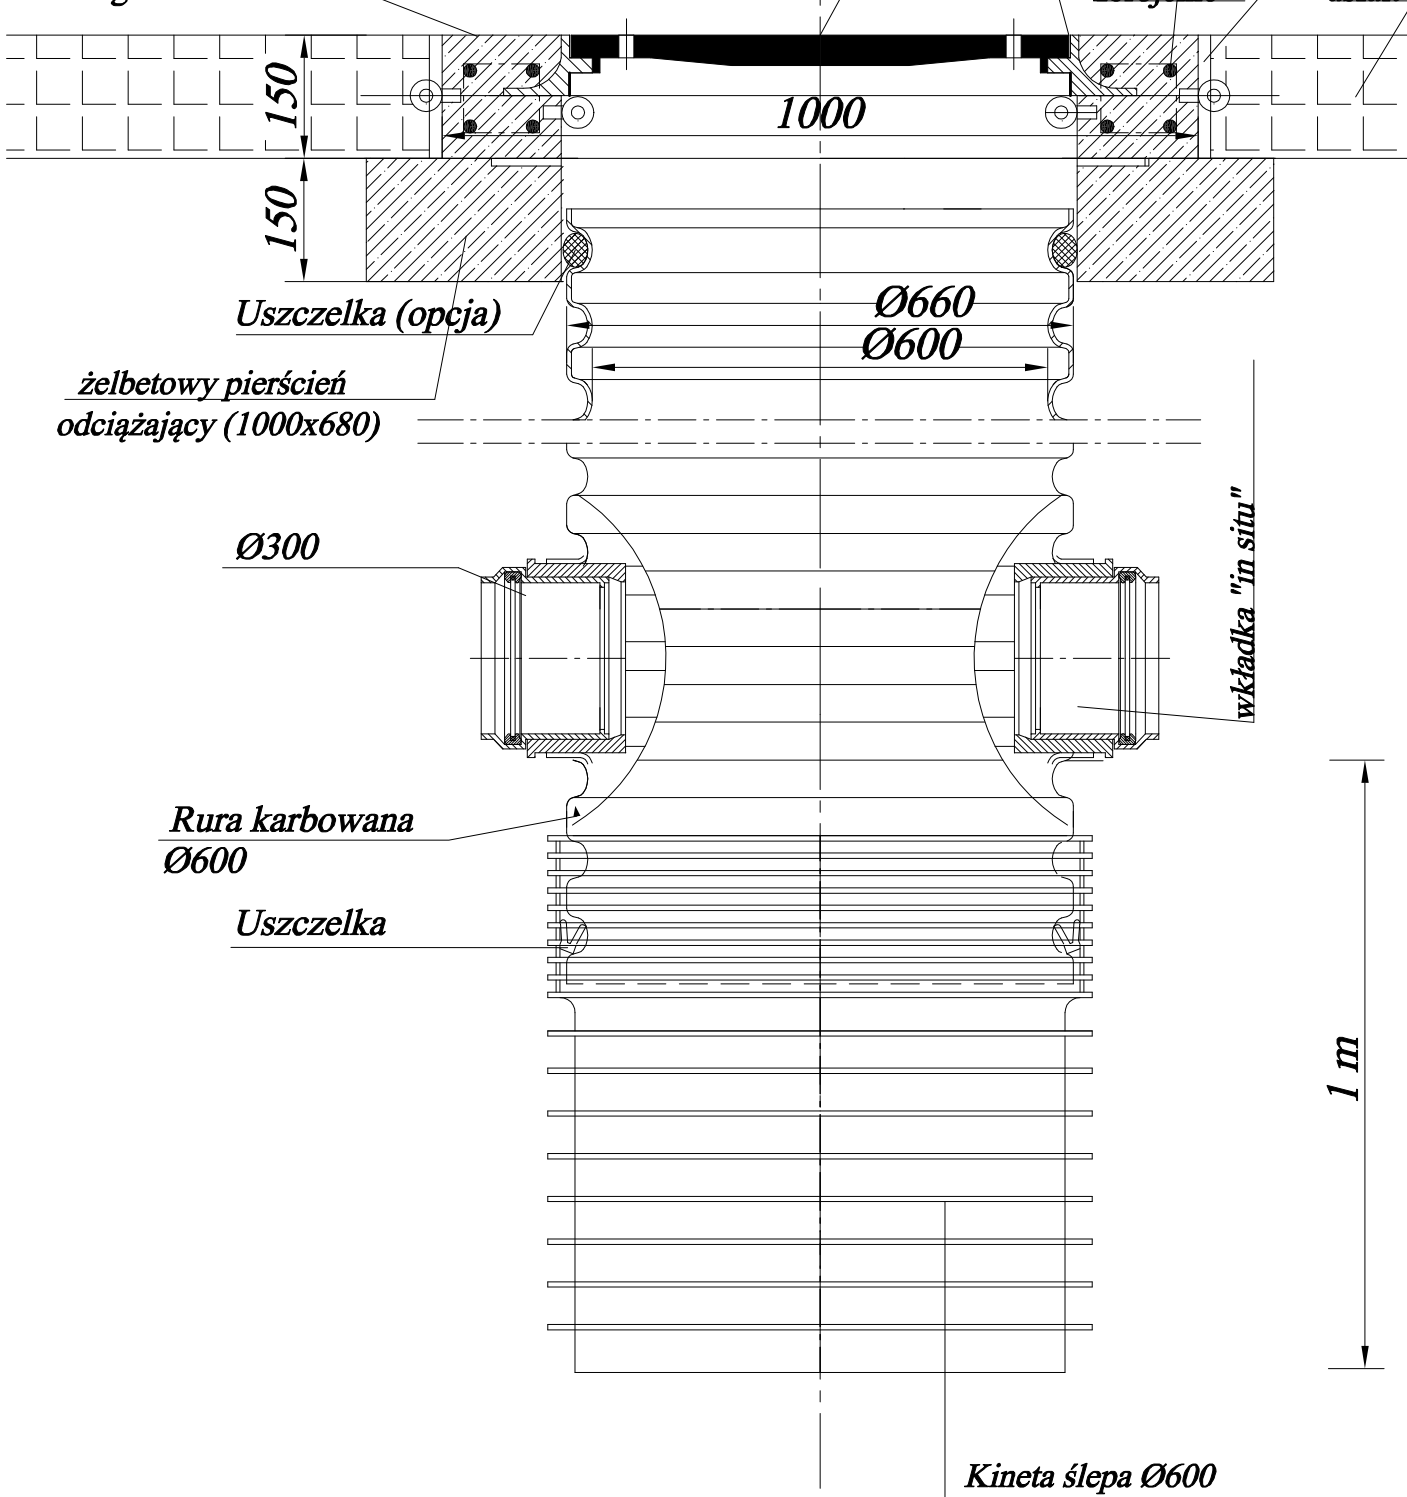 150
1000
150
Uszczelka (opcja)
Ø660
Ø600
żelbetowy pierścień
odciążający (1000x680)
wkładka "in situ"
Ø300
Rura karbowana
Ø600
Uszczelka
1 m
Kineta ślepa Ø600